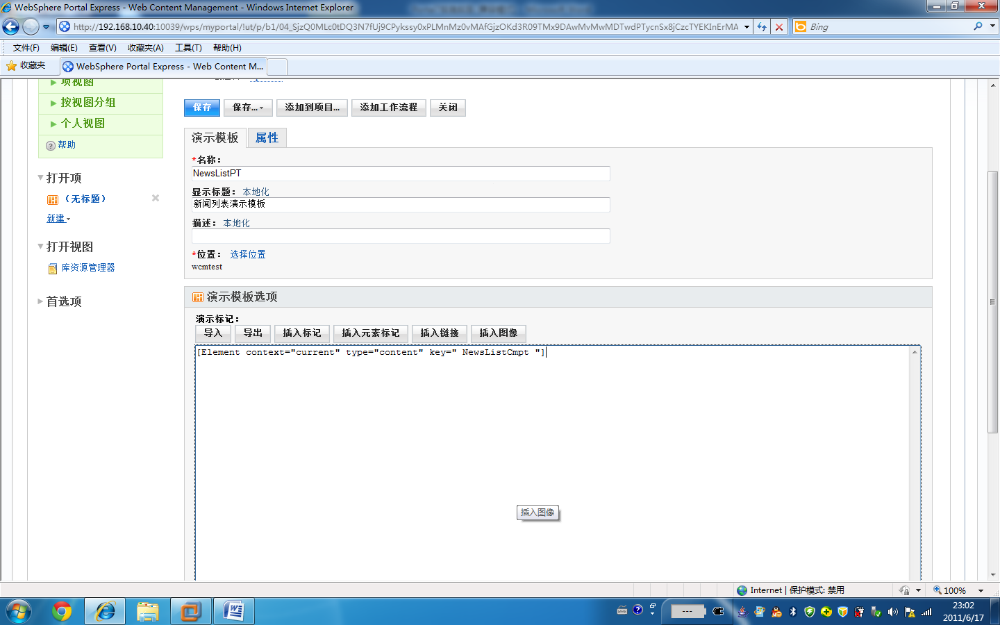 WebSphere Portal Express - Web Content Management - Windows Internet Explorer
http://192.168.10.40:10039/wps/myportal/!ut/p/b1/04_SjzQ0MLc0tDQ3N7fUj9CPykssy0xPLMnMz0vMAfGjzOKd3R09TMx9DAwMvMwMDTwdPTycnSx8jCzcTYEKInErMA
Bing
文件(F) 编辑(E) 查看(V) 收藏夹(A) 工具(T) 帮助(H)
收藏夹
WebSphere Portal Express - Web Content M...
项视图
按视图分组
个人视图
帮助
打开项
（无标题）
新建
打开视图
库资源管理器
首选项
保存 保存... 添加到项目... 添加工作流程 关闭
演示模板 属性
*名称：
NewsListPT
显示标题： 本地化
新闻列表演示模板
描述： 本地化
*位置： 选择位置
wcmtest
演示模板选项
演示标记：
导入 导出 插入标记 插入元素标记 插入链接 插入图像
[Element context="current" type="content" key=" NewsListCmpt "]
插入图像
Internet | 保护模式: 禁用
100%
---
23:02
2011/6/17